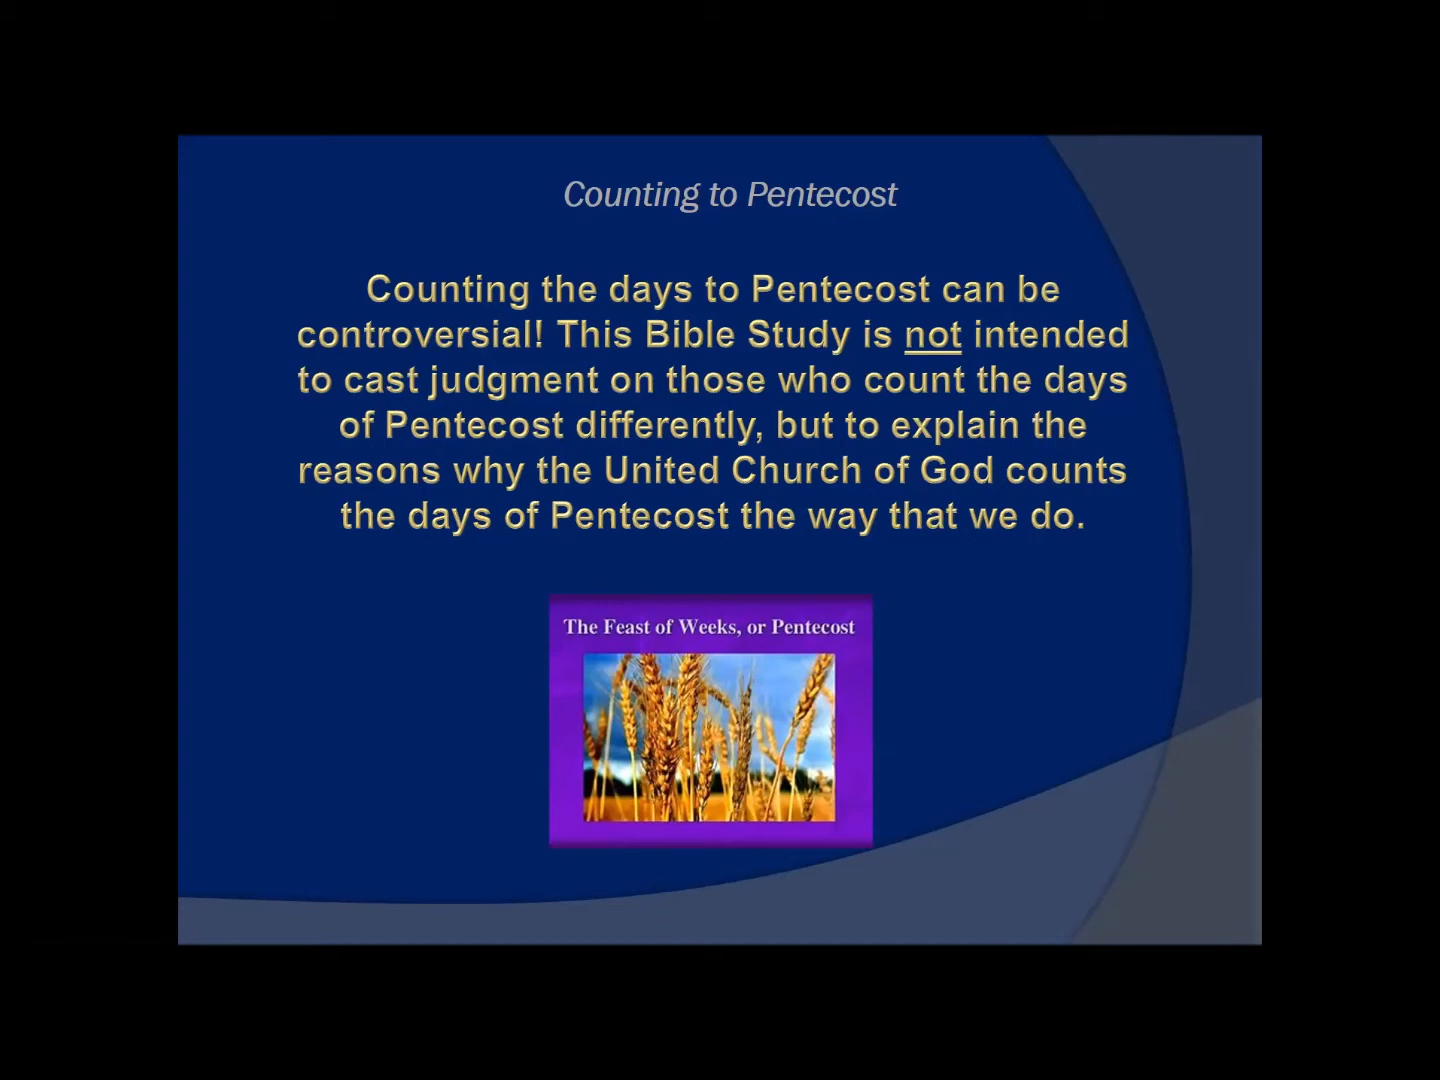 Counting to Pentecost
Counting the days to Pentecost can be
controversial! This Bible Study is not intended
to cast judgment on those who count the days
of Pentecost differently, but to explain the
reasons why the United Church of God counts
the days of Pentecost the way that we do.
The Feast of Weeks, or Pentecost